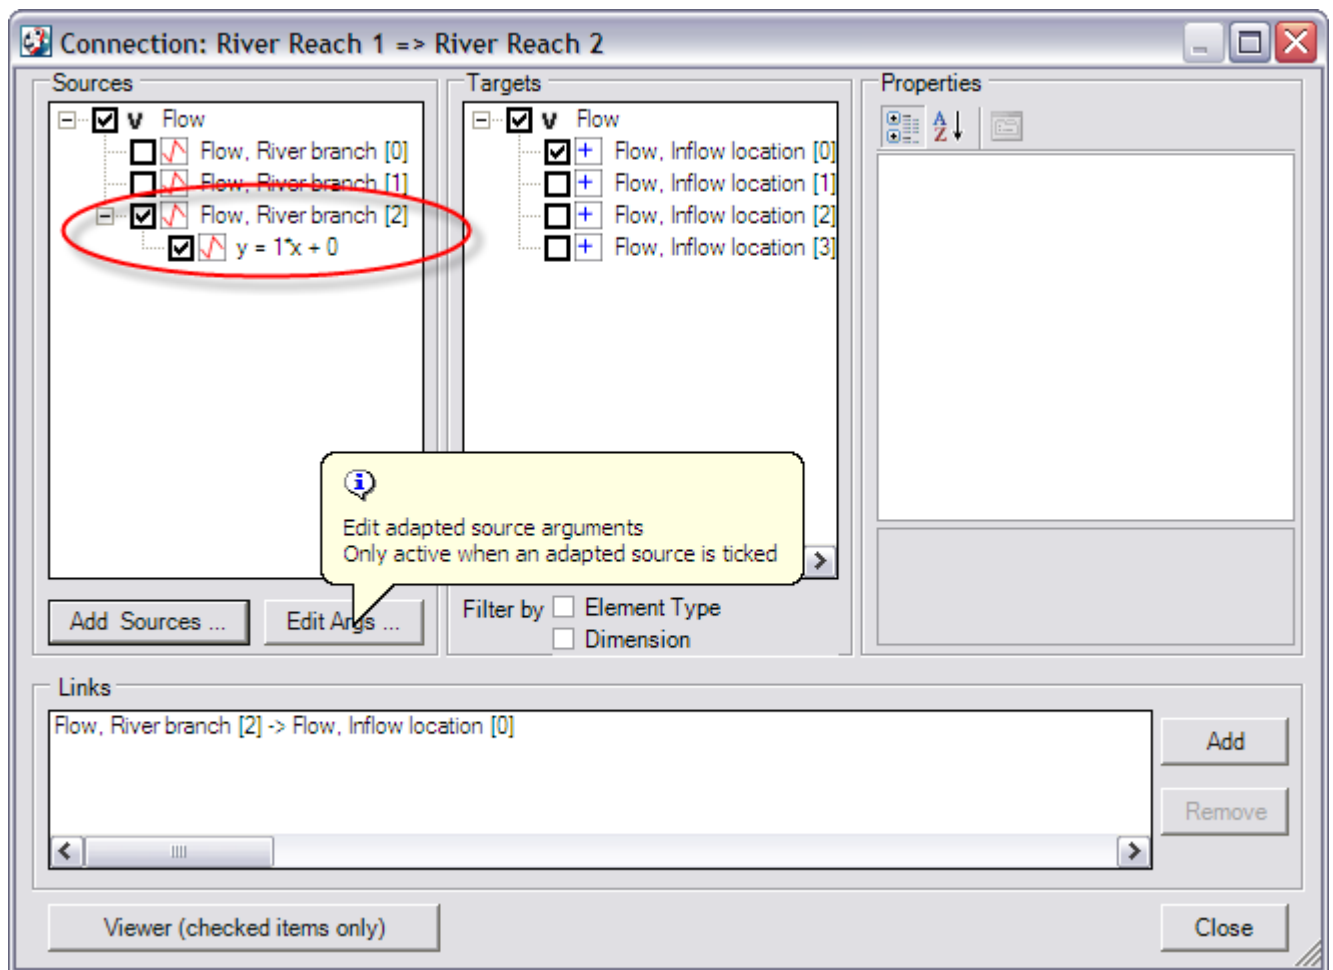 Connection: River Reach 1 => River Reach 2
Sources
Flow
Flow, River branch [0]
Flow, River branch [1]
Flow, River branch [2]
y = 1*x + 0
Targets
Flow
Flow, Inflow location [0]
Flow, Inflow location [1]
Flow, Inflow location [2]
Flow, Inflow location [3]
Properties
Edit adapted source arguments
Only active when an adapted source is ticked
Add Sources ...
Edit Args ...
Filter by
Element Type
Dimension
Links
Flow, River branch [2] -> Flow, Inflow location [0]
Add
Remove
Viewer (checked items only)
Close